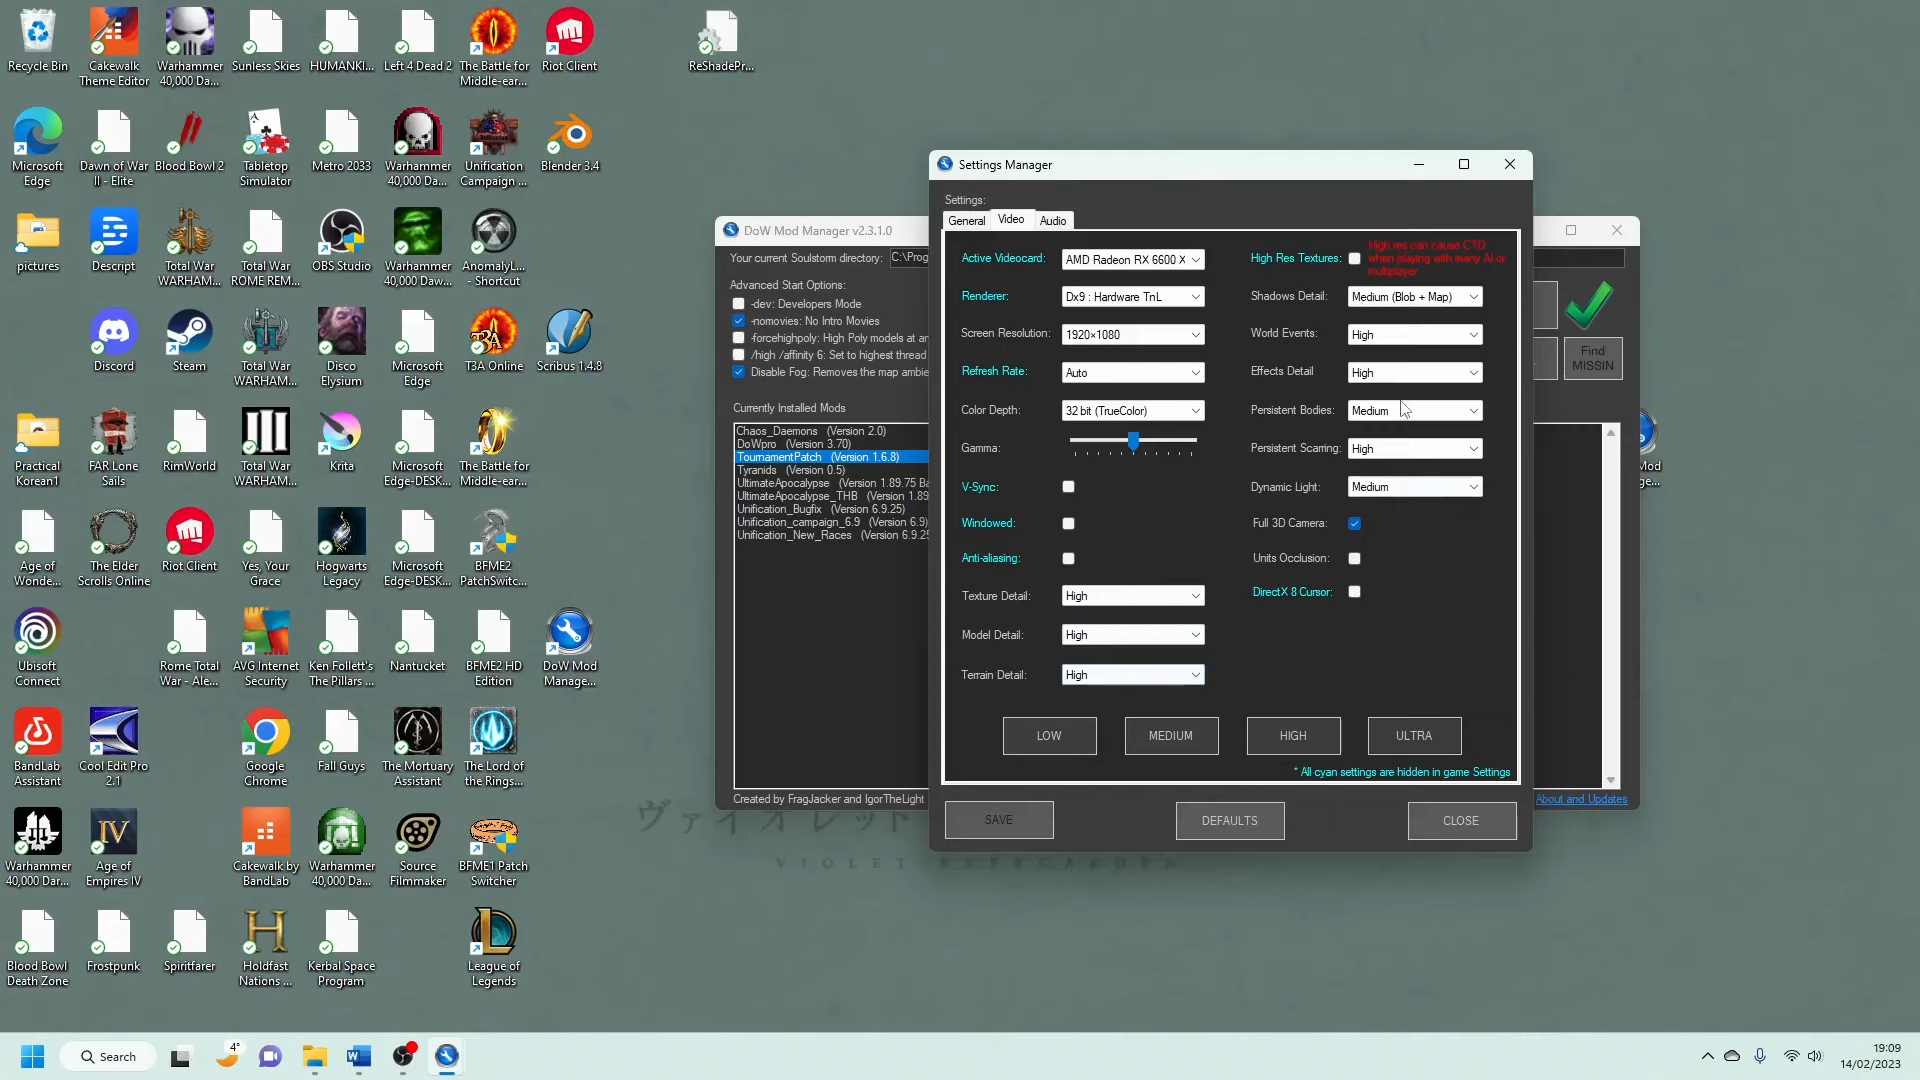 Recycle Bin
Cakewalk
Theme Editor
Warhammer
40,000 Da...
Sunless Skies
HUMANKI...
Left 4 Dead 2
The Battle for
Middle-ear...
Riot Client
ReShadePr...
Microsoft
Edge
Dawn of War
II - Elite
Blood Bowl 2
Tabletop
Simulator
Metro 2033
Warhammer
40,000 Da...
Unification
Campaign ...
Blender 3.4
pictures
Descript
Total War
WARHAM...
Total War
ROME REM...
OBS Studio
Warhammer
40,000 Daw...
AnomalyL...
- Shortcut
Discord
Steam
Total War
WARHAM...
Disco
Elysium
Microsoft
Edge
T3A Online
Scribus 1.4.8
Practical
Korean1
FAR Lone
Sails
RimWorld
Total War
WARHAM...
Krita
Microsoft
Edge-DESK...
The Battle for
Middle-ear...
Age of
Wonde...
The Elder
Scrolls Online
Riot Client
Yes, Your
Grace
Hogwarts
Legacy
Microsoft
Edge-DESK...
BFME2
PatchSwitc...
Ubisoft
Connect
Rome Total
War - Ale...
AVG Internet
Security
Ken Follett's
The Pillars ...
Nantucket
BFME2 HD
Edition
DoW Mod
Manage...
BandLab
Assistant
Cool Edit Pro
2.1
Google
Chrome
Fall Guys
The Mortuary
Assistant
The Lord of
the Rings...
Warhammer
40,000 Dar...
Age of
Empires IV
Cakewalk by
BandLab
Warhammer
40,000 Da...
Source
Filmmaker
BFME1 Patch
Switcher
Blood Bowl
Death Zone
Frostpunk
Spiritfarer
Holdfast
Nations ...
Kerbal Space
Program
League of
Legends
DoW Mod Manager v2.3.1.0
Your current Soulstorm directory:
C:\Prog
Advanced Start Options:
-dev: Developers Mode
-nomovies: No Intro Movies
-forcehighpoly: High Poly models at an
/high /affinity 6: Set to highest thread
Disable Fog: Removes the map ambie
Currently Installed Mods
Chaos_Daemons (Version 2.0)
DoWpro (Version 3.70)
TournamentPatch (Version 1.6.8)
Tyranids (Version 0.5)
UltimateApocalypse (Version 1.89.75 Ba
UltimateApocalypse_THB (Version 1.89
Unification_Bugfix (Version 6.9.25)
Unification_campaign_6.9 (Version 6.9)
Unification_New_Races (Version 6.9.25
Created by FragJacker and IgorTheLight
Find
MISSIN
About and Updates
Mod
ge...
Settings Manager
Settings:
General Video Audio
Active Videocard: AMD Radeon RX 6600 X
Renderer: Dx9 : Hardware TnL
Screen Resolution: 1920×1080
Refresh Rate: Auto
Color Depth: 32 bit (TrueColor)
Gamma:
V-Sync:
Windowed:
Anti-aliasing:
Texture Detail: High
Model Detail: High
Terrain Detail: High
High Res Textures:
High res can cause CTD
when playing with many AI or
multiplayer
Shadows Detail: Medium (Blob + Map)
World Events: High
Effects Detail High
Persistent Bodies: Medium
Persistent Scarring: High
Dynamic Light: Medium
Full 3D Camera:
Units Occlusion:
DirectX 8 Cursor:
LOW MEDIUM HIGH ULTRA
* All cyan settings are hidden in game Settings
SAVE DEFAULTS CLOSE
ヴァイオレット
VIOLET EVERGARDEN
4°
Search
19:09
14/02/2023